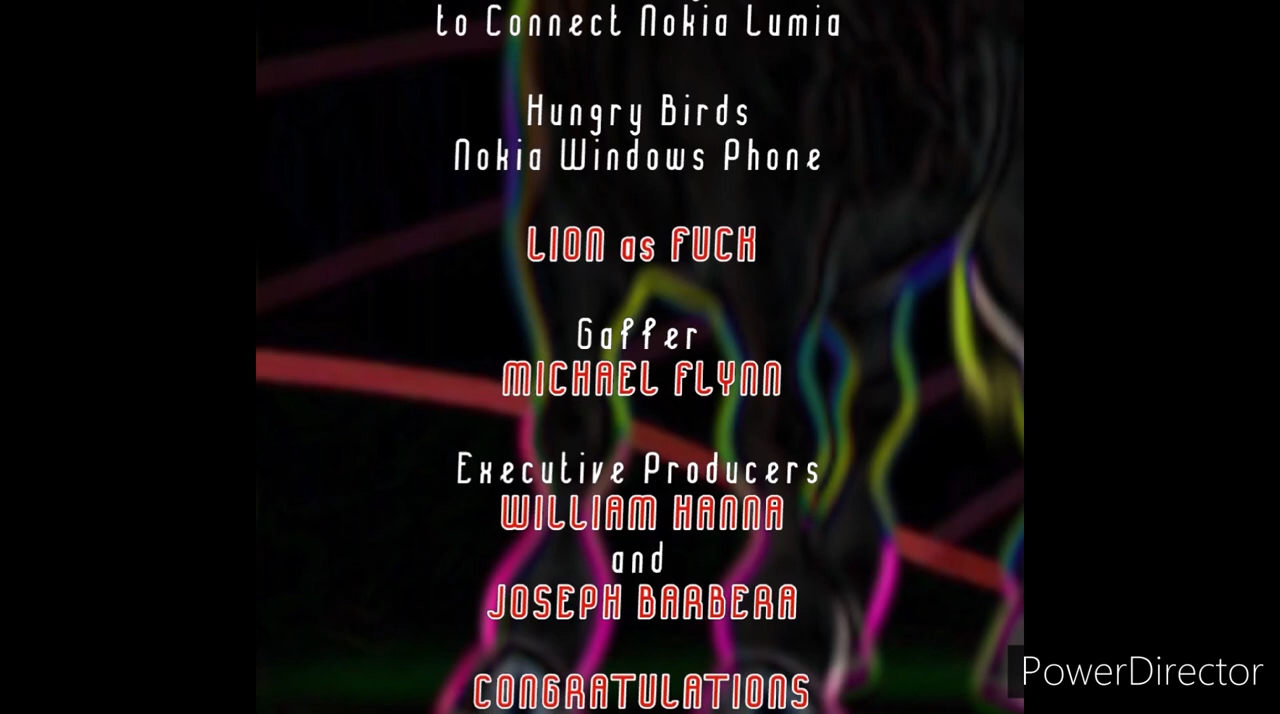 to Connect Nokia Lumia
Hungry Birds
Nokia Windows Phone
LION as FUCK
Gaffer
MICHAEL FLYNN
Executive Producers
WILLIAM HANNA
and
JOSEPH BARBERA
CONGRATULATIONS
PowerDirector